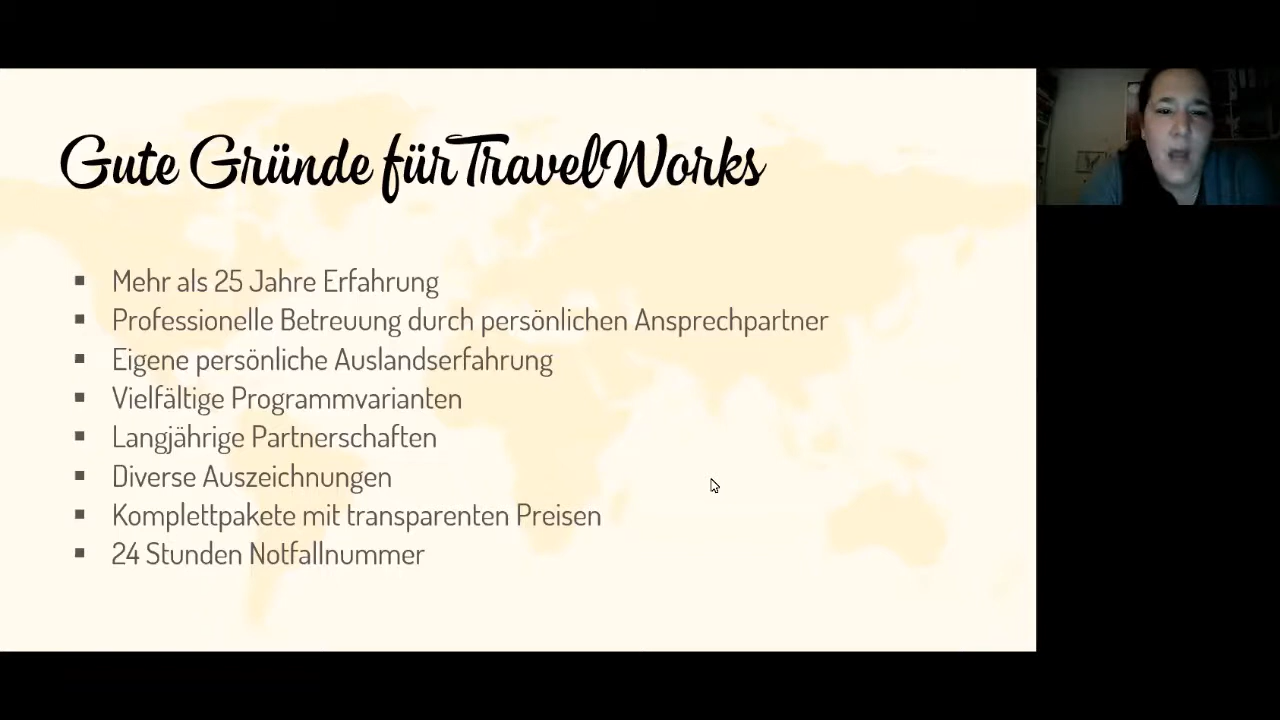 Gute Gründe für TravelWorks
▪ Mehr als 25 Jahre Erfahrung
▪ Professionelle Betreuung durch persönlichen Ansprechpartner
▪ Eigene persönliche Auslandserfahrung
▪ Vielfältige Programmvarianten
▪ Langjährige Partnerschaften
▪ Diverse Auszeichnungen
▪ Komplettpakete mit transparenten Preisen
▪ 24 Stunden Notfallnummer